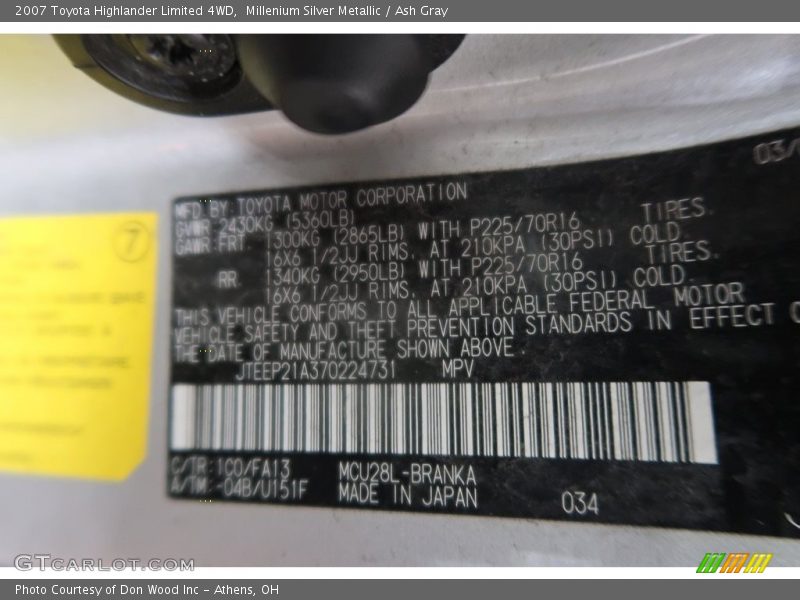 2007 Toyota Highlander Limited 4WD,  Millenium Silver Metallic / Ash Gray
03/
7
MFD BY TOYOTA MOTOR CORPORATION
GVWR 2430KG (5360LB)
GAWR FRT 1300KG (2865LB) WITH P225/70R16 TIRES.
16X6 1/2JJ RIMS, AT 210KPA (30PSI) COLD.
RR 1340KG (2950LB) WITH P225/70R16 TIRES.
16X6 1/2JJ RIMS, AT 210KPA (30PSI) COLD.
THIS VEHICLE CONFORMS TO ALL APPLICABLE FEDERAL MOTOR
VEHICLE SAFETY AND THEFT PREVENTION STANDARDS IN EFFECT O
THE DATE OF MANUFACTURE SHOWN ABOVE.
JTEEP21A370224731 MPV
C/TR:1C0/FA13 MCU28L-BRANKA
A/TM:-04B/U151F MADE IN JAPAN 034
GTcarlot.com
Photo Courtesy of Don Wood Inc - Athens, OH